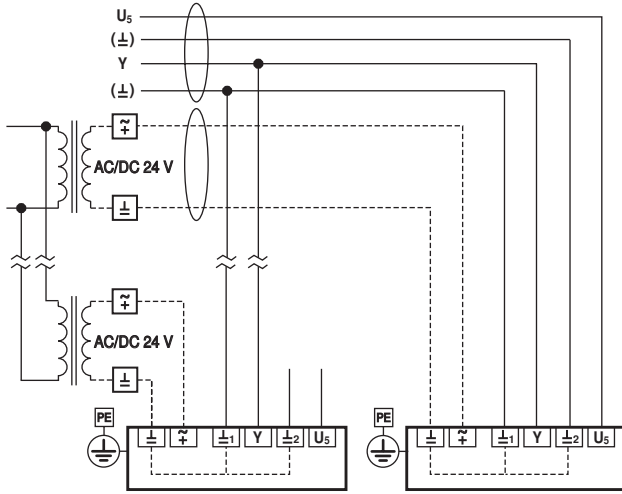 U₅
(⊥)
Y
(⊥)
≂
+
AC/DC 24 V
⊥
≂
+
AC/DC 24 V
⊥
PE
⊥ ≂ ⊥1 Y ⊥2 U₅
+
PE
⊥ ≂ ⊥1 Y ⊥2 U₅
+